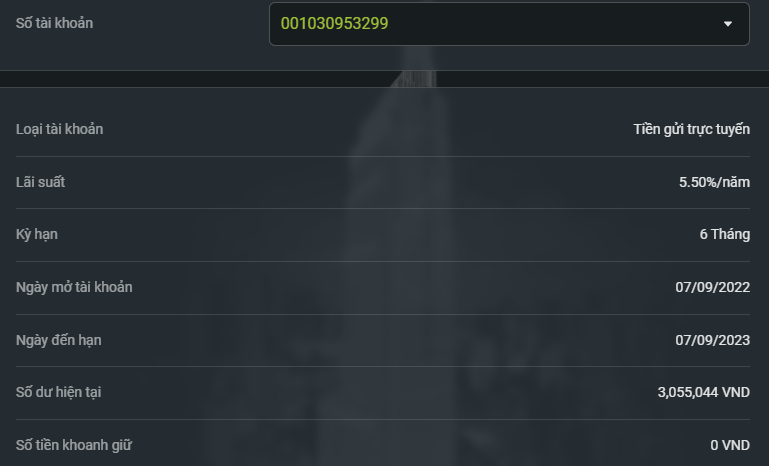 Số tài khoản 001030953299
Loại tài khoản Tiền gửi trực tuyến
Lãi suất 5.50%/năm
Kỳ hạn 6 Tháng
Ngày mở tài khoản 07/09/2022
Ngày đến hạn 07/09/2023
Số dư hiện tại 3,055,044 VND
Số tiền khoanh giữ 0 VND